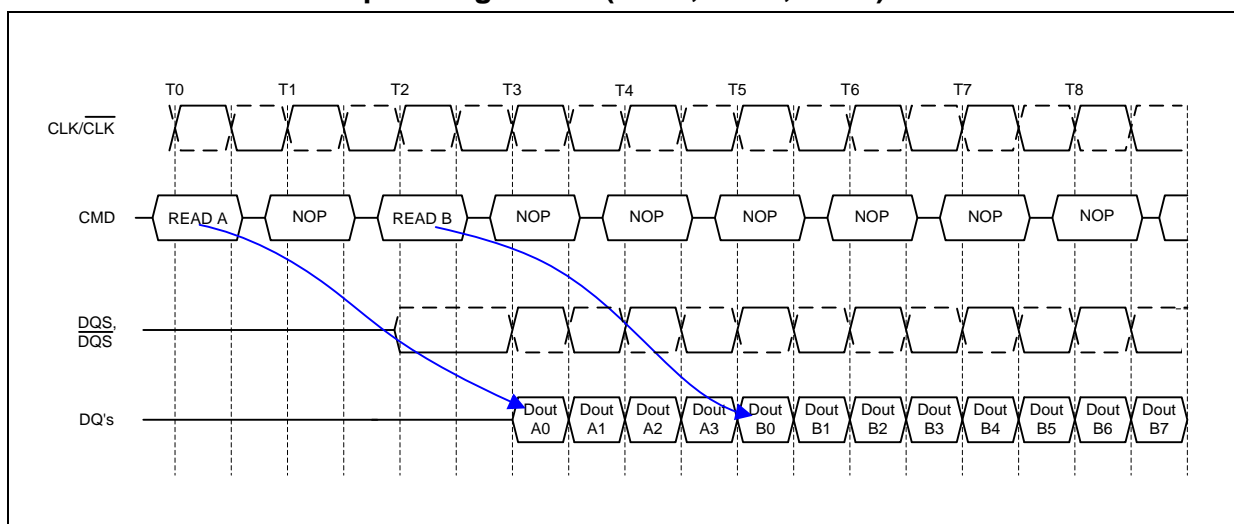 T0 T1 T2 T3 T4 T5 T6 T7 T8
CLK/CLK
CMD READ A NOP READ B NOP NOP NOP NOP NOP NOP
DQS,
DQS
DQ's
Dout Dout Dout Dout Dout Dout Dout Dout Dout Dout Dout Dout
A0 A1 A2 A3 B0 B1 B2 B3 B4 B5 B6 B7